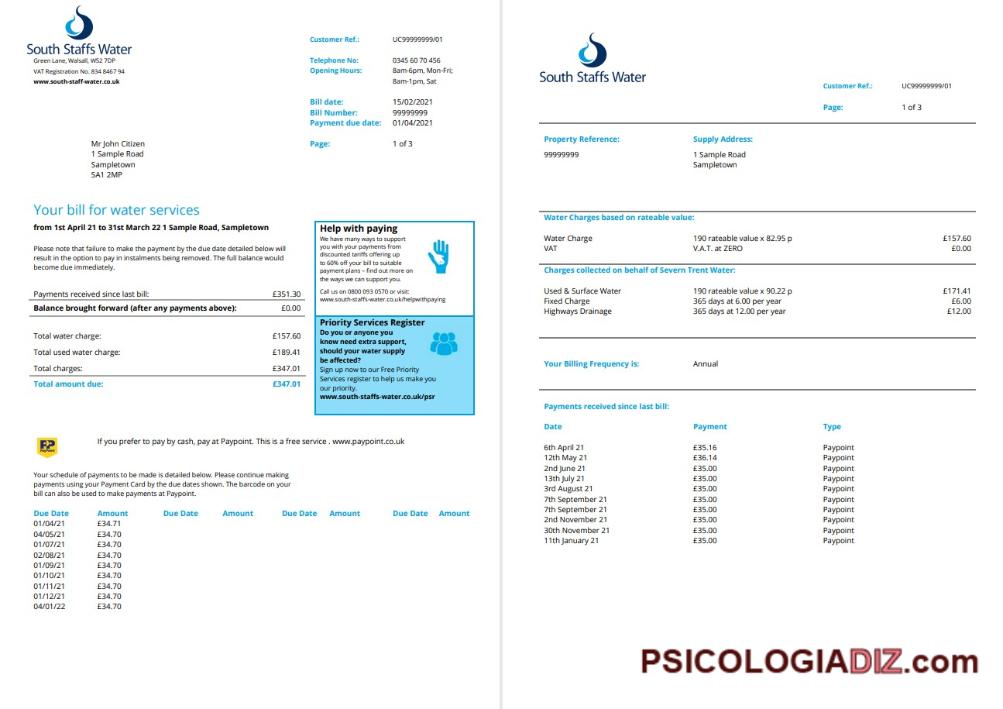 South Staffs Water
Green Lane, Walsall, WS2 7DP
VAT Registration No. 834 8467 94
www.south-staff-water.co.uk
Customer Ref.: UC99999999/01
Telephone No: 0345 60 70 456
Opening Hours: 8am-6pm, Mon-Fri;
8am-1pm, Sat
Bill date: 15/02/2021
Bill Number: 99999999
Payment due date: 01/04/2021
Page: 1 of 3
Mr John Citizen
1 Sample Road
Sampletown
SA1 2MP
Your bill for water services
from 1st April 21 to 31st March 22 1 Sample Road, Sampletown
Please note that failure to make the payment by the due date detailed below will
result in the option to pay in instalments being removed. The full balance would
become due immediately.
Payments received since last bill: £351.30
Balance brought forward (after any payments above): £0.00
Total water charge: £157.60
Total used water charge: £189.41
Total charges: £347.01
Total amount due: £347.01
Help with paying
We have many ways to support
you with your payments from
discounted tariffs offering up
to 60% off your bill to suitable
payment plans – find out more on
the ways we can support you.
Call us on 0800 093 0570 or visit:
www.south-staffs-water.co.uk/helpwithpaying
Priority Services Register
Do you or anyone you
know need extra support,
should your water supply
be affected?
Sign up now to our Free Priority
Services register to help us make you
our priority.
www.south-staffs-water.co.uk/psr
PayPoint
If you prefer to pay by cash, pay at Paypoint. This is a free service . www.paypoint.co.uk
Your schedule of payments to be made is detailed below. Please continue making
payments using your Payment Card by the due dates shown. The barcode on your
bill can also be used to make payments at Paypoint.
Due Date Amount Due Date Amount Due Date Amount Due Date Amount
01/04/21 £34.71
04/05/21 £34.70
01/07/21 £34.70
02/08/21 £34.70
01/09/21 £34.70
01/10/21 £34.70
01/11/21 £34.70
01/12/21 £34.70
04/01/22 £34.70
South Staffs Water
Customer Ref.: UC99999999/01
Page: 1 of 3
Property Reference: Supply Address:
99999999 1 Sample Road
Sampletown
Water Charges based on rateable value:
Water Charge 190 rateable value x 82.95 p £157.60
VAT V.A.T. at ZERO £0.00
Charges collected on behalf of Severn Trent Water:
Used & Surface Water 190 rateable value x 90.22 p £171.41
Fixed Charge 365 days at 6.00 per year £6.00
Highways Drainage 365 days at 12.00 per year £12.00
Your Billing Frequency is: Annual
Payments received since last bill:
Date Payment Type
6th April 21 £35.16 Paypoint
12th May 21 £36.14 Paypoint
2nd June 21 £35.00 Paypoint
13th July 21 £35.00 Paypoint
3rd August 21 £35.00 Paypoint
7th September 21 £35.00 Paypoint
7th September 21 £35.00 Paypoint
2nd November 21 £35.00 Paypoint
30th November 21 £35.00 Paypoint
11th January 21 £35.00 Paypoint
PSICOLOGIADIZ.com